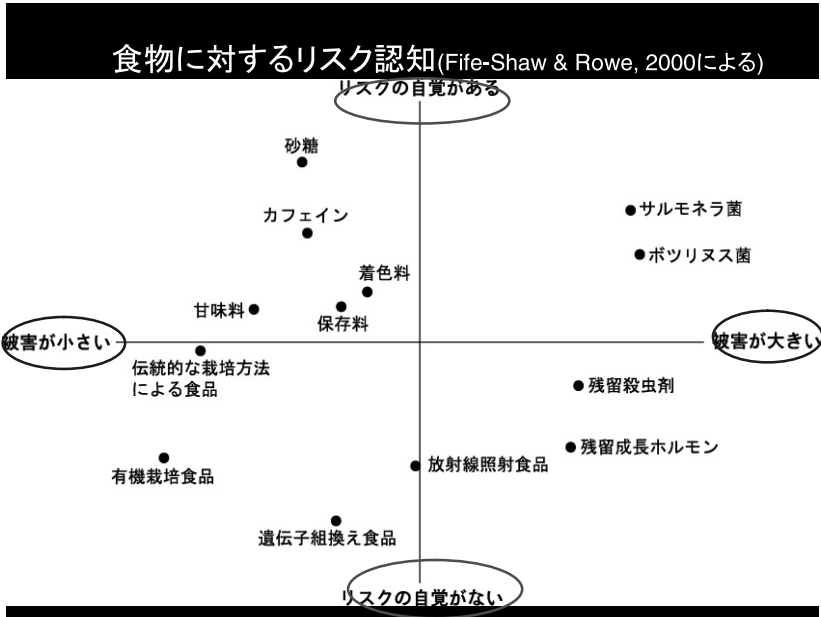 食物に対するリスク認知(Fife-Shaw & Rowe, 2000による)
リスクの自覚がある
砂糖
カフェイン
サルモネラ菌
ボツリヌス菌
着色料
甘味料
保存料
被害が小さい
被害が大きい
伝統的な栽培方法
による食品
残留殺虫剤
残留成長ホルモン
放射線照射食品
有機栽培食品
遺伝子組換え食品
リスクの自覚がない